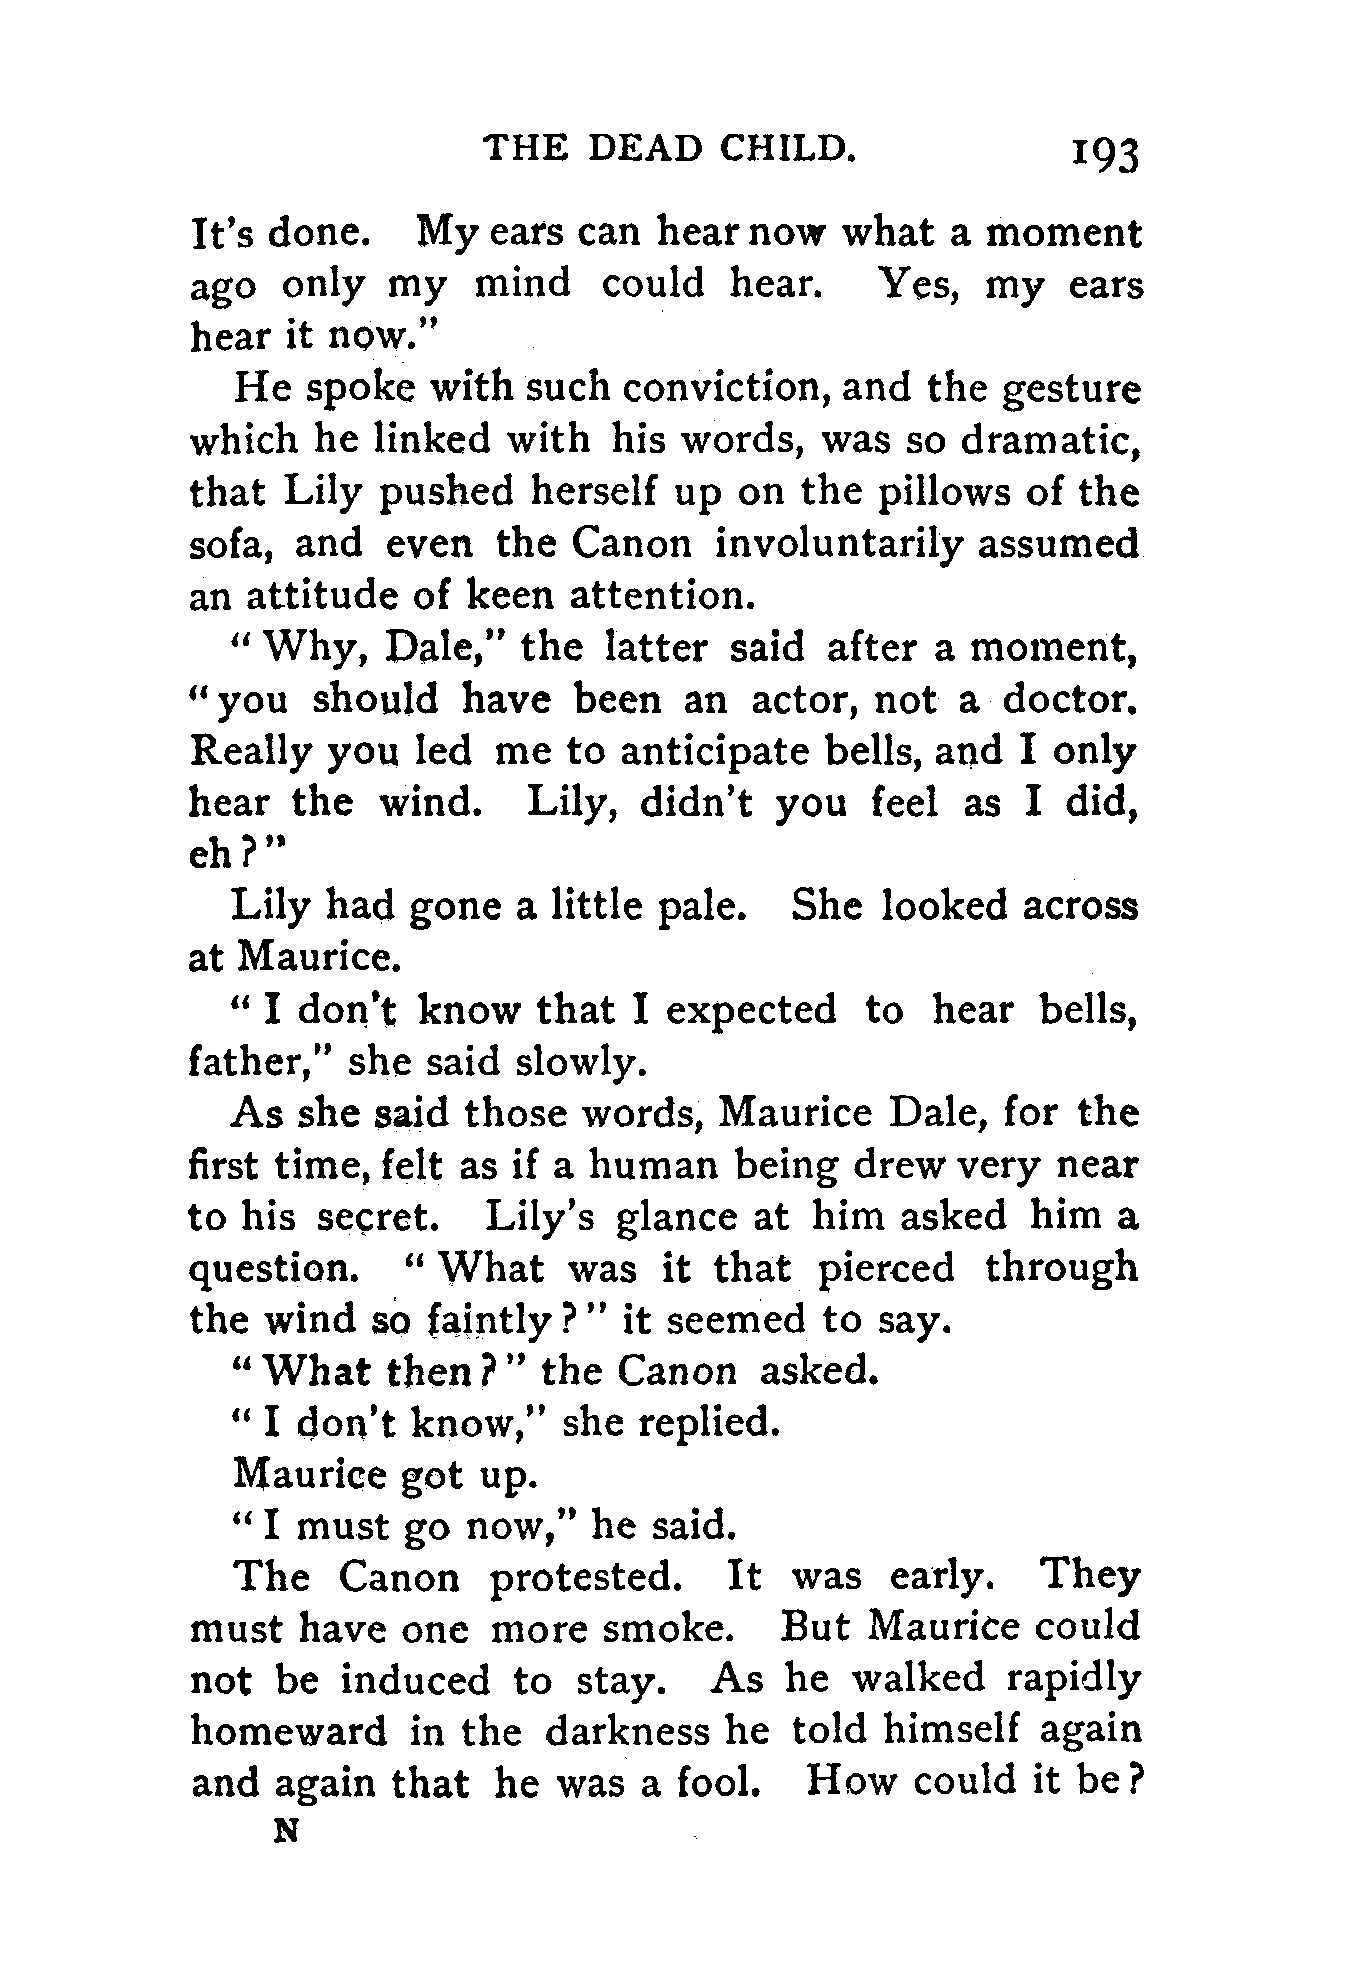 THE DEAD CHILD. 193
It's done. My ears can hear now what a moment
ago only my mind could hear. Yes, my ears
hear it now."
He spoke with such conviction, and the gesture
which he linked with his words, was so dramatic,
that Lily pushed herself up on the pillows of the
sofa, and even the Canon involuntarily assumed
an attitude of keen attention.
"Why, Dale," the latter said after a moment,
"you should have been an actor, not a doctor.
Really you led me to anticipate bells, and I only
hear the wind. Lily, didn't you feel as I did,
eh?"
Lily had gone a little pale. She looked across
at Maurice.
"I don't know that I expected to hear bells,
father," she said slowly.
As she said those words, Maurice Dale, for the
first time, felt as if a human being drew very near
to his secret. Lily's glance at him asked him a
question. "What was it that pierced through
the wind so faintly?" it seemed to say.
"What then?" the Canon asked.
"I don't know," she replied.
Maurice got up.
"I must go now," he said.
The Canon protested. It was early. They
must have one more smoke. But Maurice could
not be induced to stay. As he walked rapidly
homeward in the darkness he told himself again
and again that he was a fool. How could it be?
N